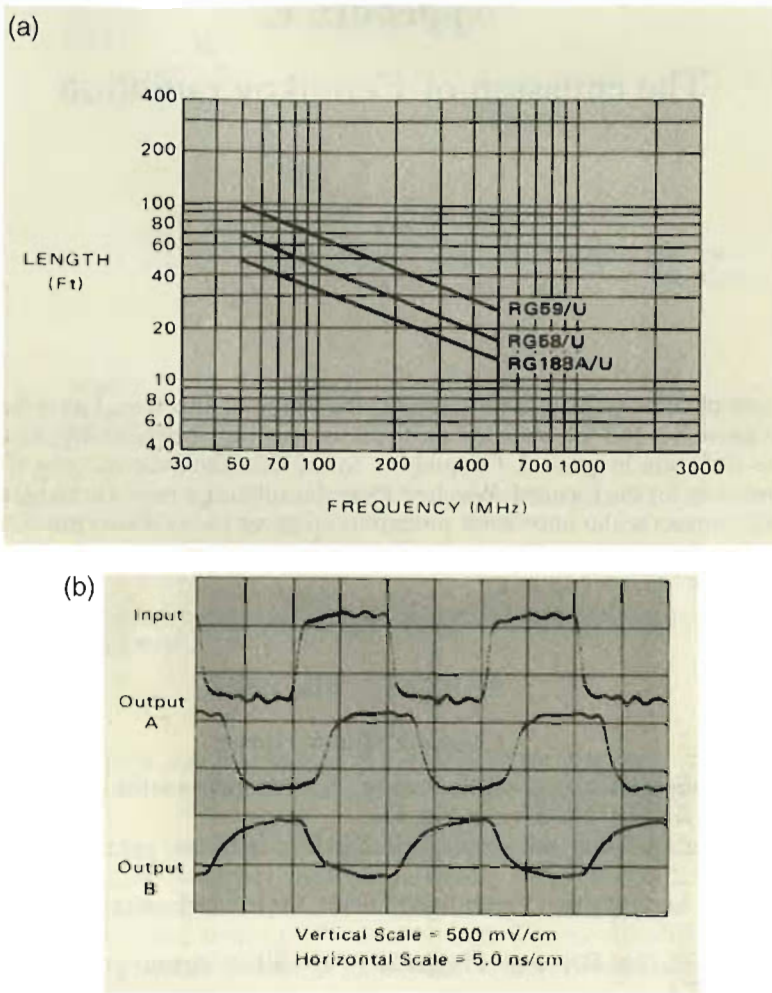 (a)
400
200
100
80
60
40
20
10
8.0
6.0
4.0
LENGTH
(Ft)
RG59/U
RG58/U
RG188A/U
30 50 70 100 200 400 700 1000 3000
FREQUENCY (MHz)
(b)
Input
Output
A
Output
B
Vertical Scale = 500 mV/cm
Horizontal Scale = 5.0 ns/cm